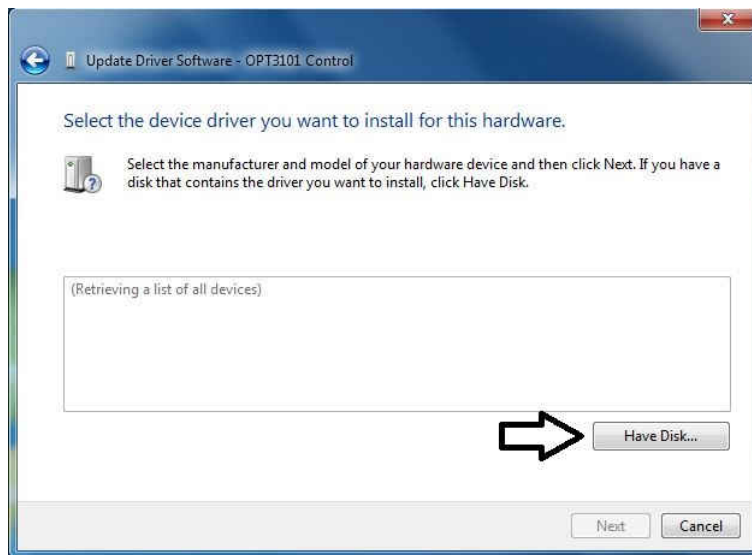 Update Driver Software - OPT3101 Control
Select the device driver you want to install for this hardware.
Select the manufacturer and model of your hardware device and then click Next. If you have a
disk that contains the driver you want to install, click Have Disk.
(Retrieving a list of all devices)
Have Disk...
Next
Cancel